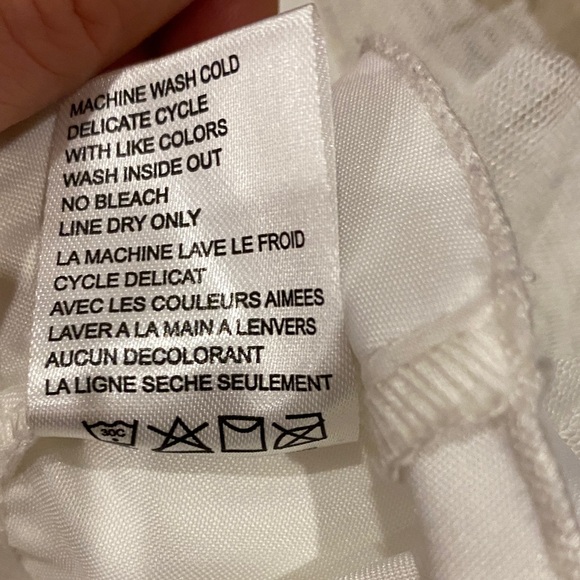 MACHINE WASH COLD
DELICATE CYCLE
WITH LIKE COLORS
WASH INSIDE OUT
NO BLEACH
LINE DRY ONLY
LA MACHINE LAVE LE FROID
CYCLE DELICAT
AVEC LES COULEURS AIMEES
LAVER A LA MAIN A LENVERS
AUCUN DECOLORANT
LA LIGNE SECHE SEULEMENT
30C